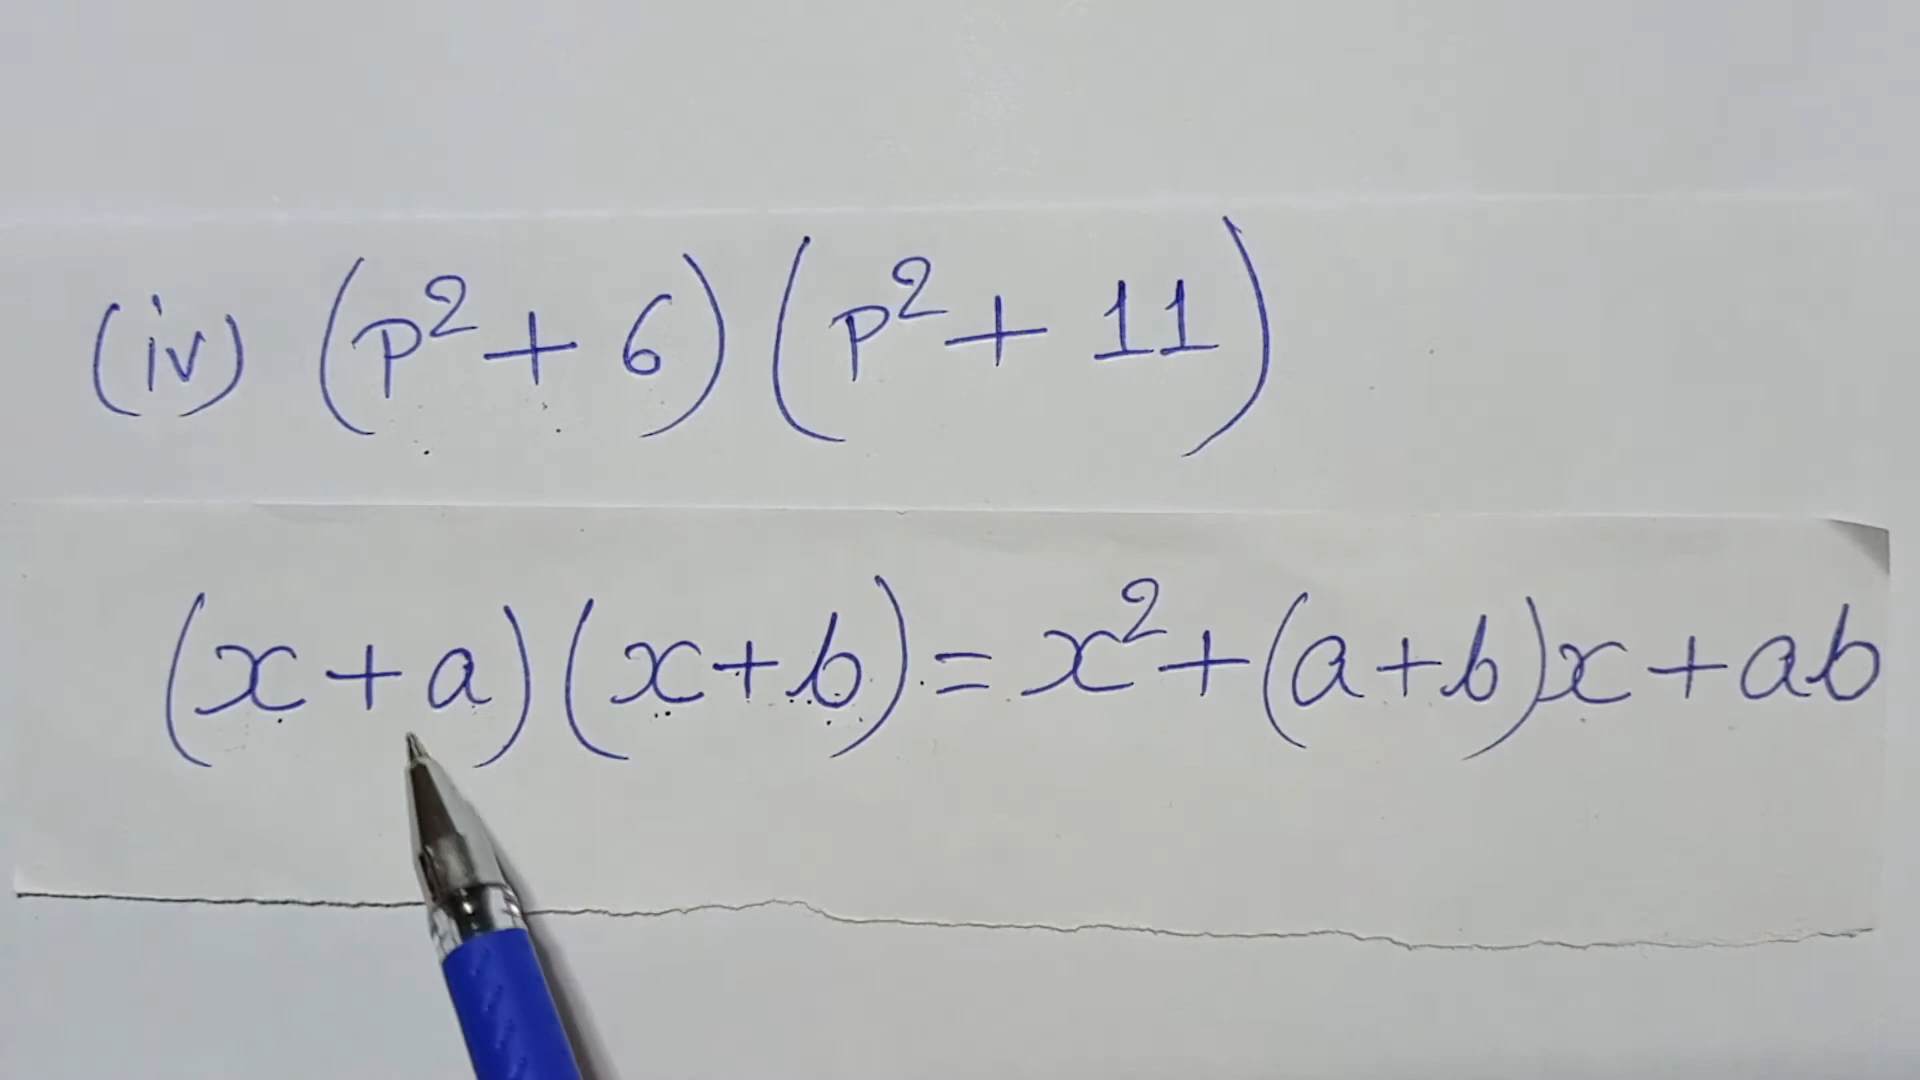 (iv) (p² + 6) (p² + 11)
(x + a) (x + b) = x² + (a + b)x + ab